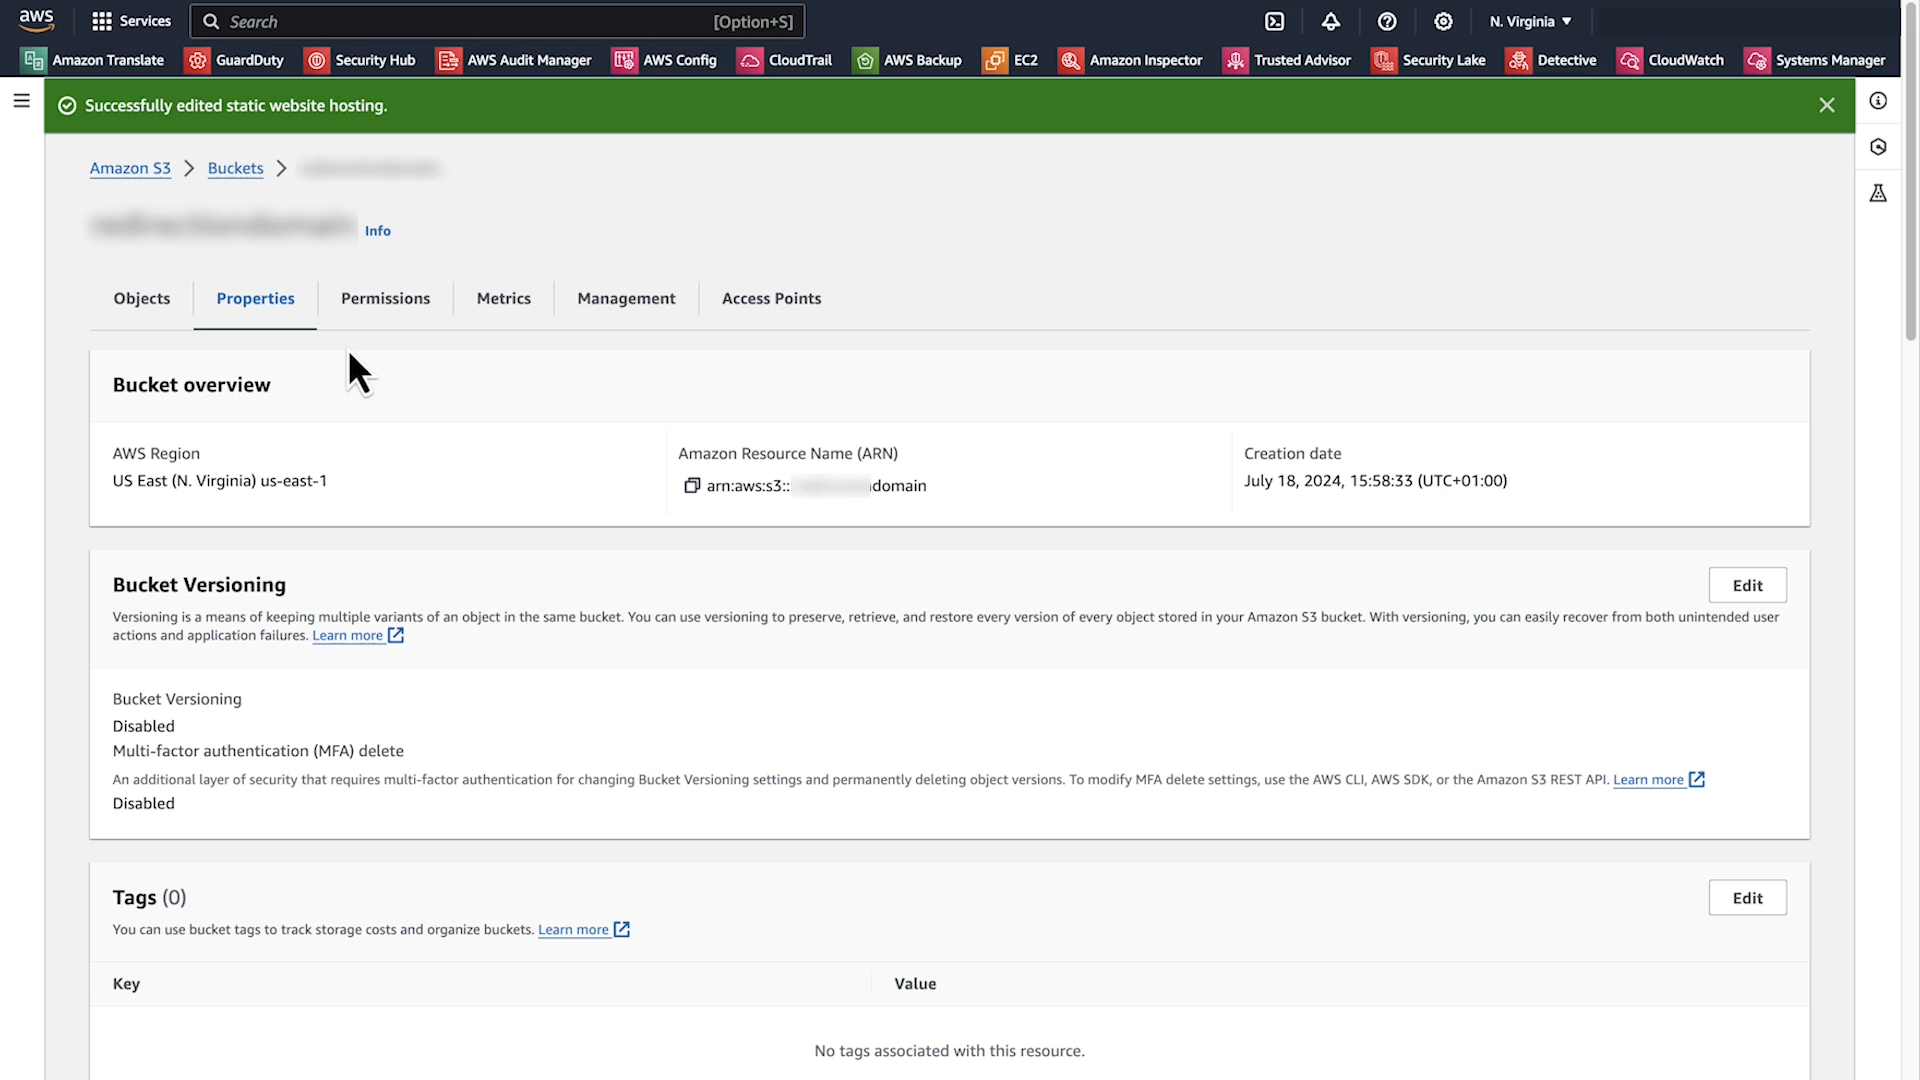 aws
Services
Search
[Option+S]
N. Virginia
Amazon Translate
GuardDuty
Security Hub
AWS Audit Manager
AWS Config
CloudTrail
AWS Backup
EC2
Amazon Inspector
Trusted Advisor
Security Lake
Detective
CloudWatch
Systems Manager
Successfully edited static website hosting.
Amazon S3
Buckets
Info
Objects
Properties
Permissions
Metrics
Management
Access Points
Bucket overview
AWS Region
US East (N. Virginia) us-east-1
Amazon Resource Name (ARN)
arn:aws:s3:: domain
Creation date
July 18, 2024, 15:58:33 (UTC+01:00)
Bucket Versioning
Edit
Versioning is a means of keeping multiple variants of an object in the same bucket. You can use versioning to preserve, retrieve, and restore every version of every object stored in your Amazon S3 bucket. With versioning, you can easily recover from both unintended user
actions and application failures. Learn more
Bucket Versioning
Disabled
Multi-factor authentication (MFA) delete
An additional layer of security that requires multi-factor authentication for changing Bucket Versioning settings and permanently deleting object versions. To modify MFA delete settings, use the AWS CLI, AWS SDK, or the Amazon S3 REST API. Learn more
Disabled
Tags (0)
Edit
You can use bucket tags to track storage costs and organize buckets. Learn more
Key
Value
No tags associated with this resource.